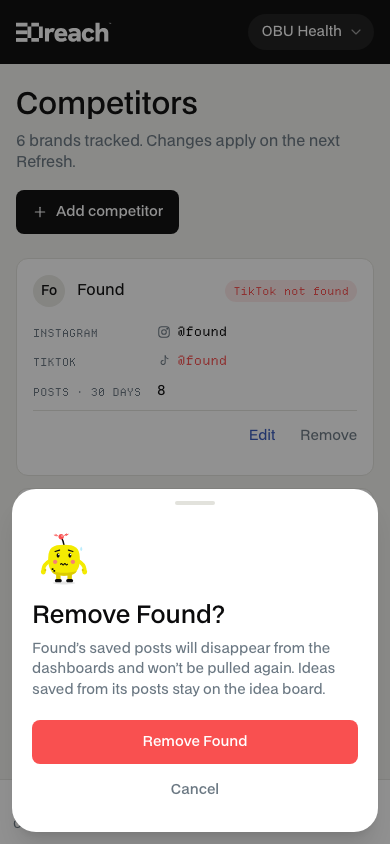 reach
OBU Health
Competitors
6 brands tracked. Changes apply on the next
Refresh.
+ Add competitor
Fo
Found
TikTok not found
INSTAGRAM
@found
TIKTOK
@found
POSTS · 30 DAYS
8
Edit
Remove
Remove Found?
Found’s saved posts will disappear from the
dashboards and won’t be pulled again. Ideas
saved from its posts stay on the idea board.
Remove Found
Cancel